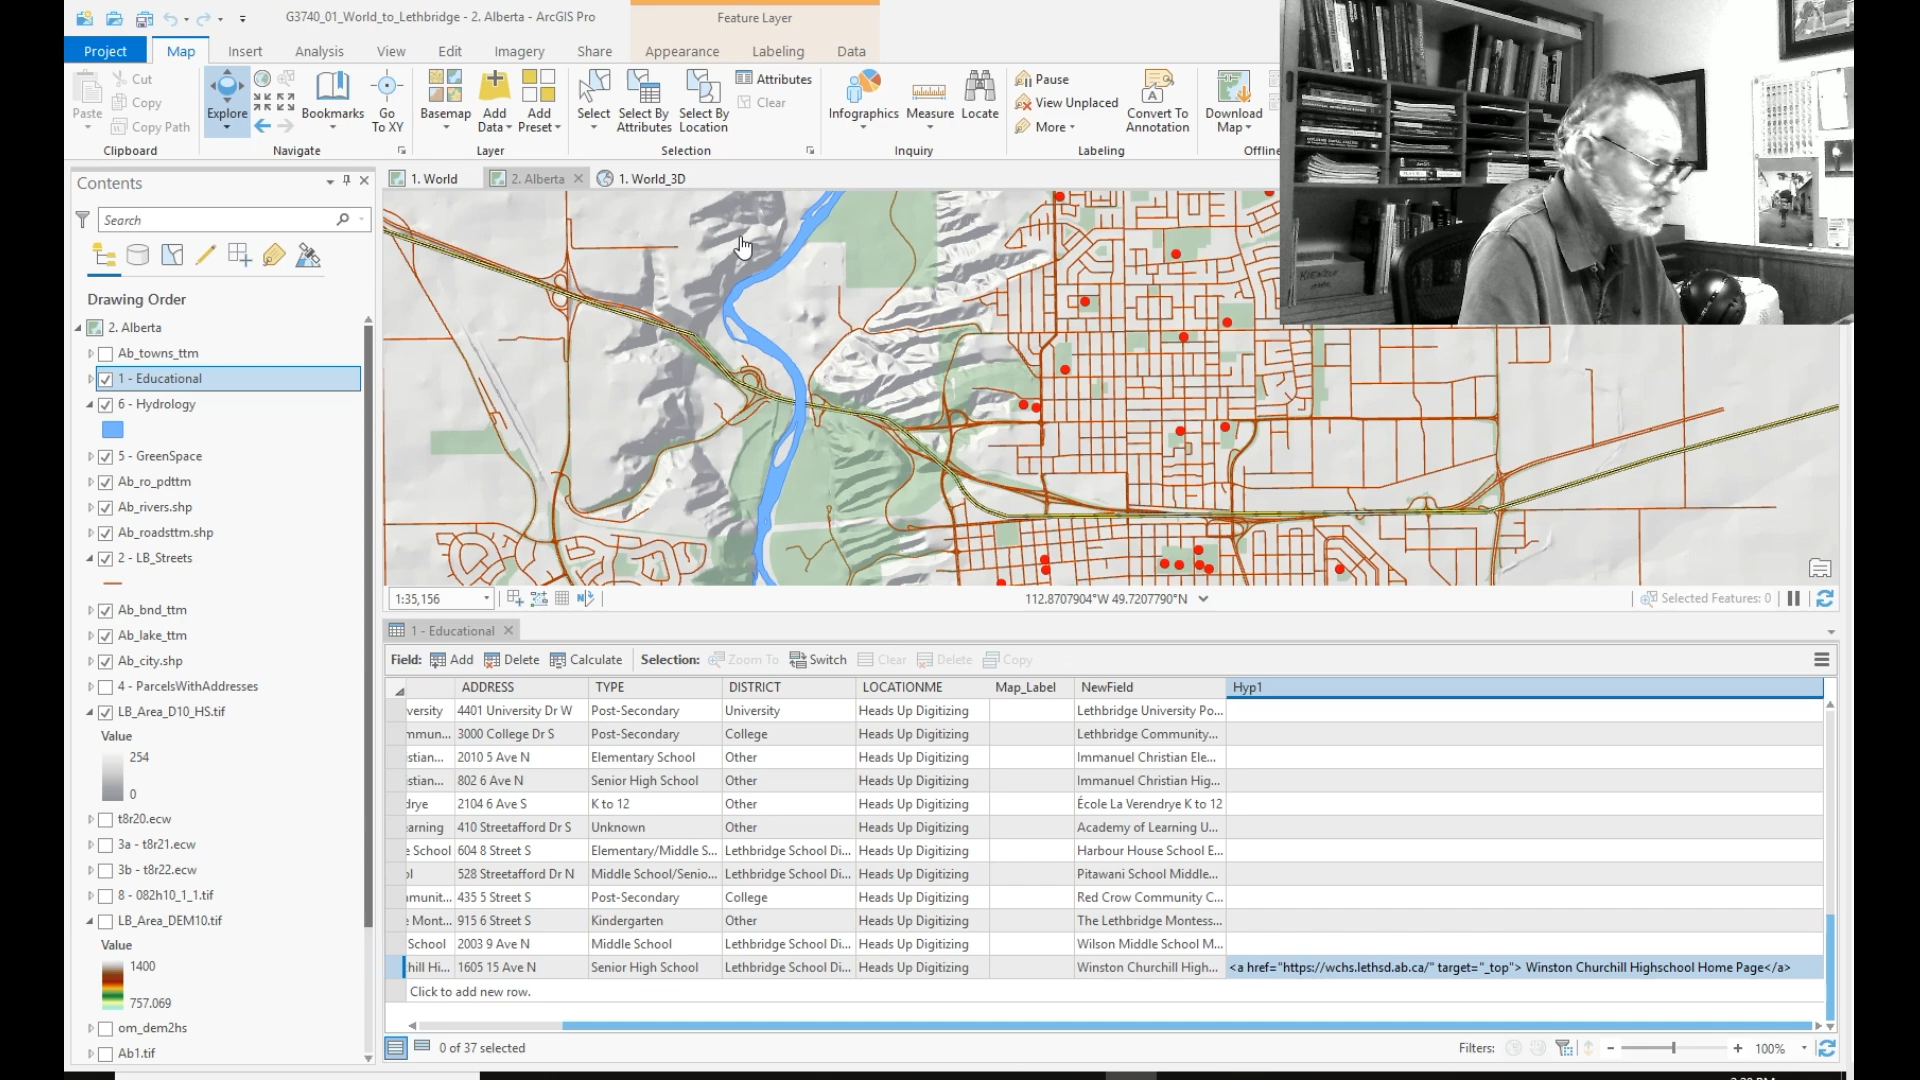 G3740_01_World_to_Lethbridge - 2. Alberta - ArcGIS Pro
Feature Layer
Project Map Insert Analysis View Edit Imagery Share Appearance Labeling Data
Paste
Cut
Copy
Copy Path
Clipboard
Explore
Bookmarks
Go To XY
Navigate
Basemap
Add Data
Add Preset
Layer
Select
Select By Attributes
Select By Location
Attributes
Clear
Selection
Infographics
Measure
Locate
Inquiry
Pause
View Unplaced
More
Convert To Annotation
Labeling
Download Map
Offline
Contents
Search
Drawing Order
2. Alberta
Ab_towns_ttm
1 - Educational
6 - Hydrology
5 - GreenSpace
Ab_ro_pdttm
Ab_rivers.shp
Ab_roadsttm.shp
2 - LB_Streets
Ab_bnd_ttm
Ab_lake_ttm
Ab_city.shp
4 - ParcelsWithAddresses
LB_Area_D10_HS.tif
Value
254
0
t8r20.ecw
3a - t8r21.ecw
3b - t8r22.ecw
8 - 082h10_1_1.tif
LB_Area_DEM10.tif
Value
1400
757.069
om_dem2hs
Ab1.tif
1. World 2. Alberta 1. World_3D
1:35,156
112.8707904°W 49.7207790°N
Selected Features: 0
1 - Educational
Field: Add Delete Calculate Selection: Zoom To Switch Clear Delete Copy
ADDRESS TYPE DISTRICT LOCATIONME Map_Label NewField Hyp1
versity 4401 University Dr W Post-Secondary University Heads Up Digitizing Lethbridge University Po...
mmun... 3000 College Dr S Post-Secondary College Heads Up Digitizing Lethbridge Community...
stian... 2010 5 Ave N Elementary School Other Heads Up Digitizing Immanuel Christian Ele...
stian... 802 6 Ave N Senior High School Other Heads Up Digitizing Immanuel Christian Hig...
drye 2104 6 Ave S K to 12 Other Heads Up Digitizing École La Verendrye K to 12
earning 410 Streetafford Dr S Unknown Other Heads Up Digitizing Academy of Learning U...
e School 604 8 Street S Elementary/Middle S... Lethbridge School Di... Heads Up Digitizing Harbour House School E...
ol 528 Streetafford Dr N Middle School/Senio... Lethbridge School Di... Heads Up Digitizing Pitawani School Middle...
munit... 435 5 Street S Post-Secondary College Heads Up Digitizing Red Crow Community C...
e Mont... 915 6 Street S Kindergarten Other Heads Up Digitizing The Lethbridge Montess...
School 2003 9 Ave N Middle School Lethbridge School Di... Heads Up Digitizing Wilson Middle School M...
hill Hi... 1605 15 Ave N Senior High School Lethbridge School Di... Heads Up Digitizing Winston Churchill High... <a href="https://wchs.lethsd.ab.ca/" target="_top"> Winston Churchill Highschool Home Page</a>
Click to add new row.
0 of 37 selected
Filters:
100%